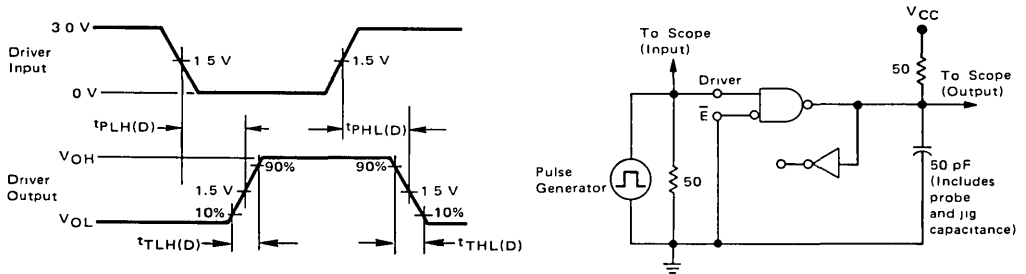 3 0 V
Driver
Input
1 5 V
1.5 V
0 V
tPLH(D)
tPHL(D)
VOH
90%
90%
Driver
Output
1.5 V
1 5 V
10%
10%
VOL
tTLH(D)
tTHL(D)
VCC
To Scope
(Input)
50
To Scope
(Output)
Driver
E
Pulse
Generator
50
50 pF
(Includes
probe
and jig
capacitance)